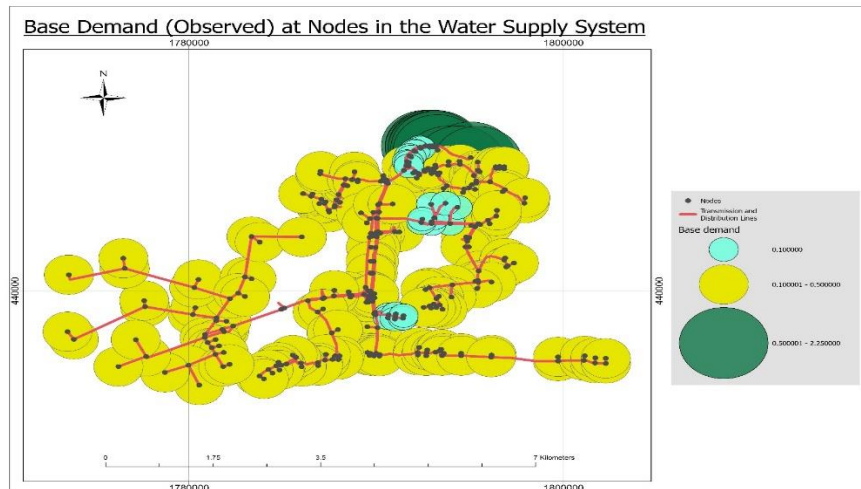 Base Demand (Observed) at Nodes in the Water Supply System
1780000
1800000
N
440000
440000
Nodes
Transmission and
Distribution Lines
Base demand
0.100000
0.100001 - 0.500000
0.500001 - 2.250000
0
1.75
3.5
7 Kilometers
1780000
1800000